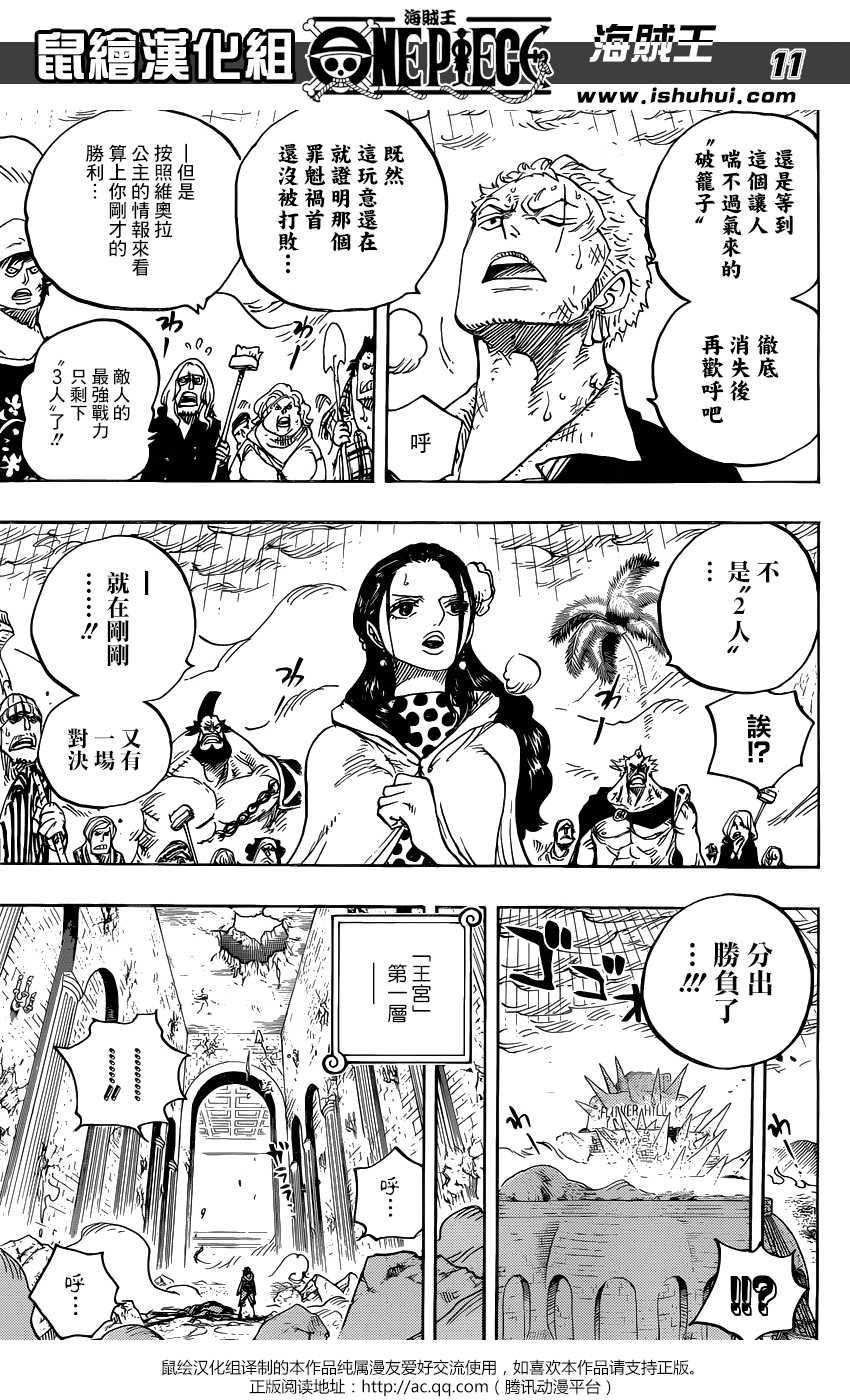 鼠繪漢化組
海賊王
ONE PIECE
海賊王
11
www.ishuhui.com
還是等到
這個讓人
喘不過氣來的
〝破籠子〞
徹底
消失後
再歡呼吧
呼
既然
這玩意還在
就證明那個
罪魁禍首
還沒被打敗…
—但是
按照維奧拉
公主的情報來看
算上你剛才的
勝利…
敵人的
最強戰力
只剩下
〝3人〞了!!
不
是〝2人〞
…
誒!?
—
就在剛剛
……!!
又有
一場
對決
分出
勝負了
…!!!
ゴゴゴ
FLOWER HILL
!!?
「王宮」
第一層
—
………!!
呼…
呼…
鼠绘汉化组译制的本作品纯属漫友爱好交流使用，如喜欢本作品请支持正版。
正版阅读地址：http://ac.qq.com（腾讯动漫平台）